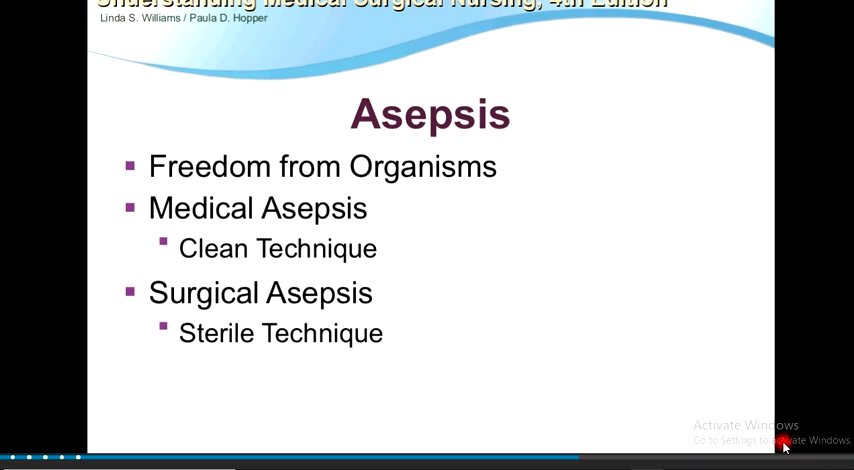 Understanding Medical Surgical Nursing, 4th Edition
Linda S. Williams / Paula D. Hopper
Asepsis
Freedom from Organisms
Medical Asepsis
Clean Technique
Surgical Asepsis
Sterile Technique
Activate Windows
Go to Settings to activate Windows.